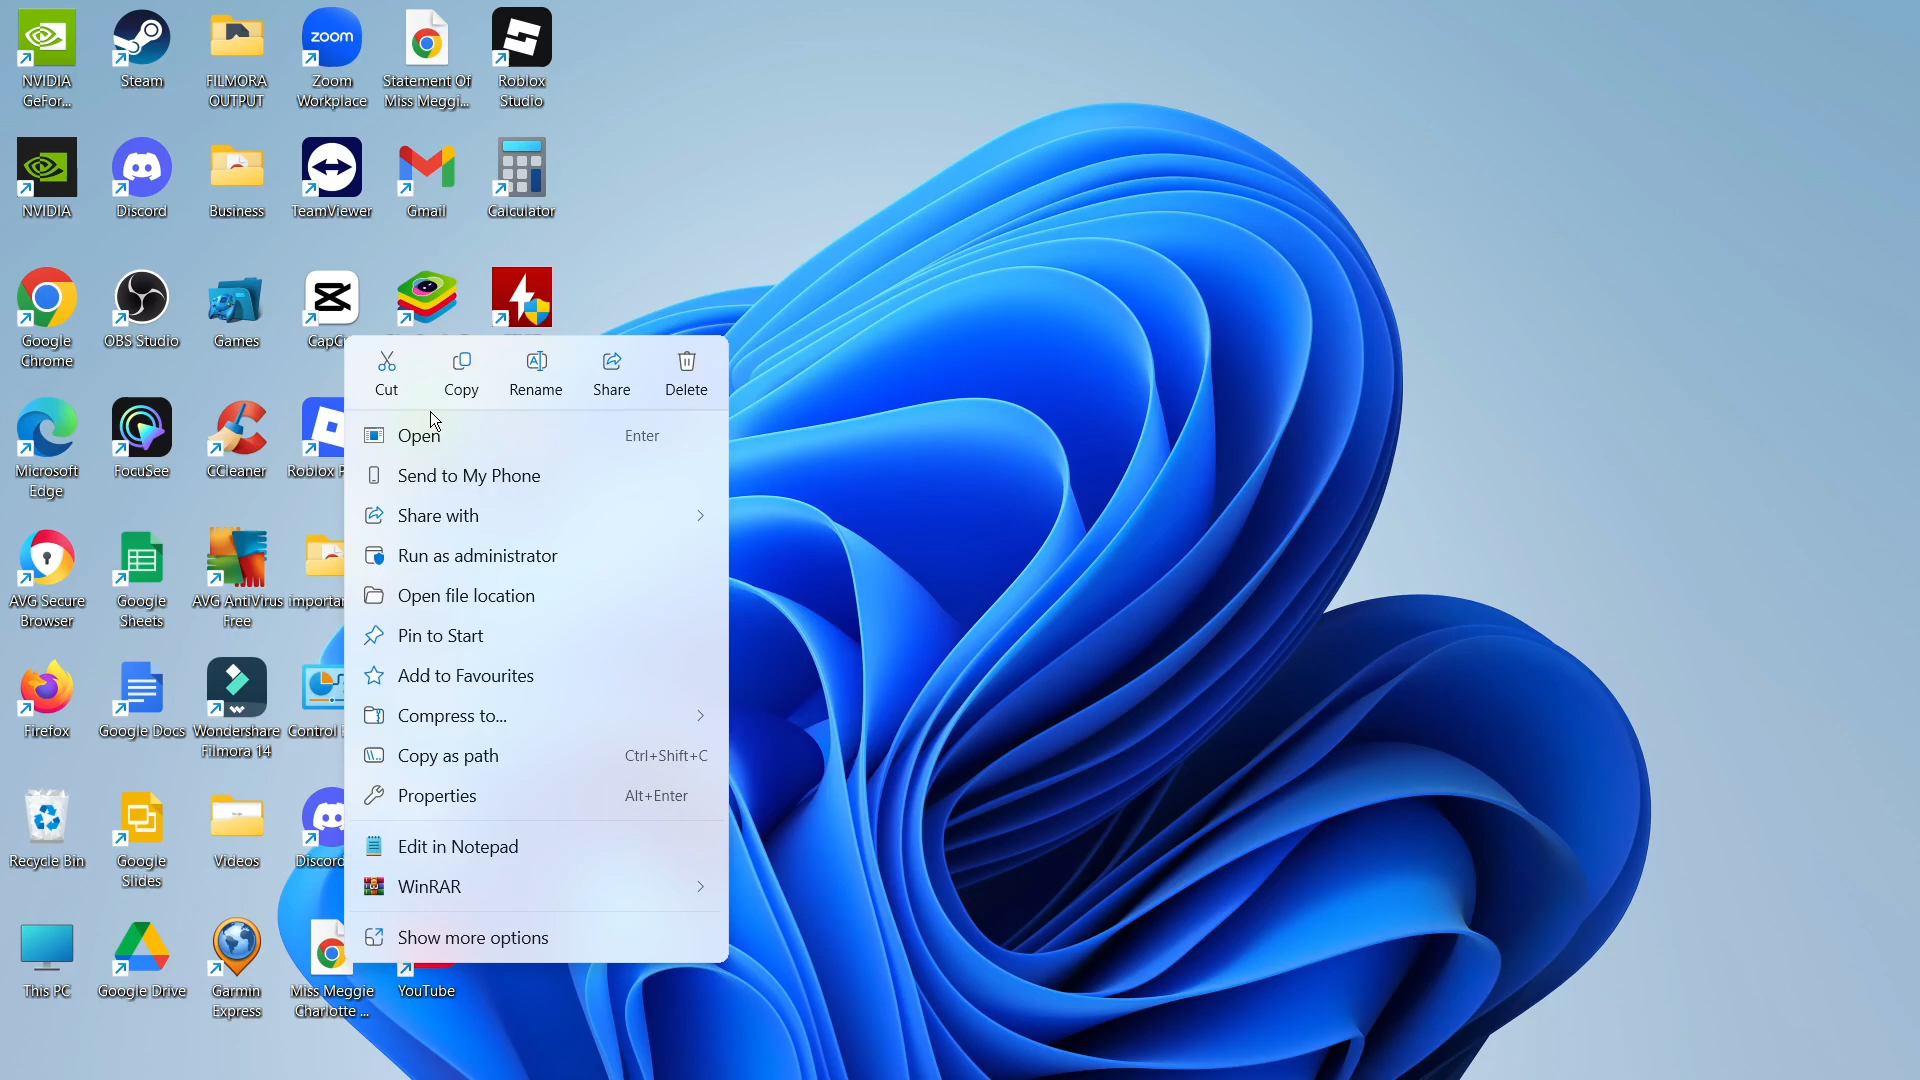 NVIDIA
GeFor...
Steam
FILMORA
OUTPUT
zoom
Zoom
Workplace
Statement Of
Miss Meggi...
Roblox
Studio
NVIDIA
Discord
Business
TeamViewer
Gmail
Calculator
Google
Chrome
OBS Studio
Games
Microsoft
Edge
FocuSee
CCleaner
Roblox
AVG Secure
Browser
Google
Sheets
AVG AntiVirus
Free
Firefox
Google Docs
Wondershare
Filmora 14
Control
Recycle Bin
Google
Slides
Videos
Discord
This PC
Google Drive
Garmin
Express
Miss Meggie
Charlotte ...
YouTube
Cut
Copy
Rename
Share
Delete
Open
Enter
Send to My Phone
Share with
Run as administrator
Open file location
Pin to Start
Add to Favourites
Compress to...
Copy as path
Ctrl+Shift+C
Properties
Alt+Enter
Edit in Notepad
WinRAR
Show more options